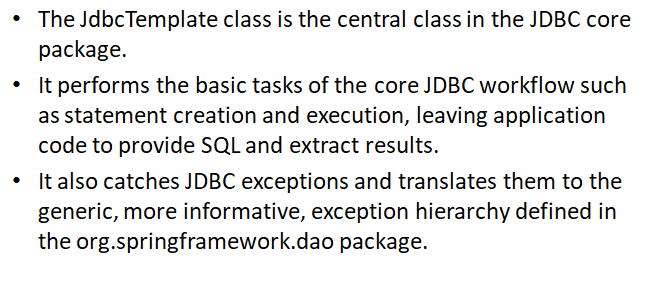 • The JdbcTemplate class is the central class in the JDBC core
package.
• It performs the basic tasks of the core JDBC workflow such
as statement creation and execution, leaving application
code to provide SQL and extract results.
• It also catches JDBC exceptions and translates them to the
generic, more informative, exception hierarchy defined in
the org.springframework.dao package.